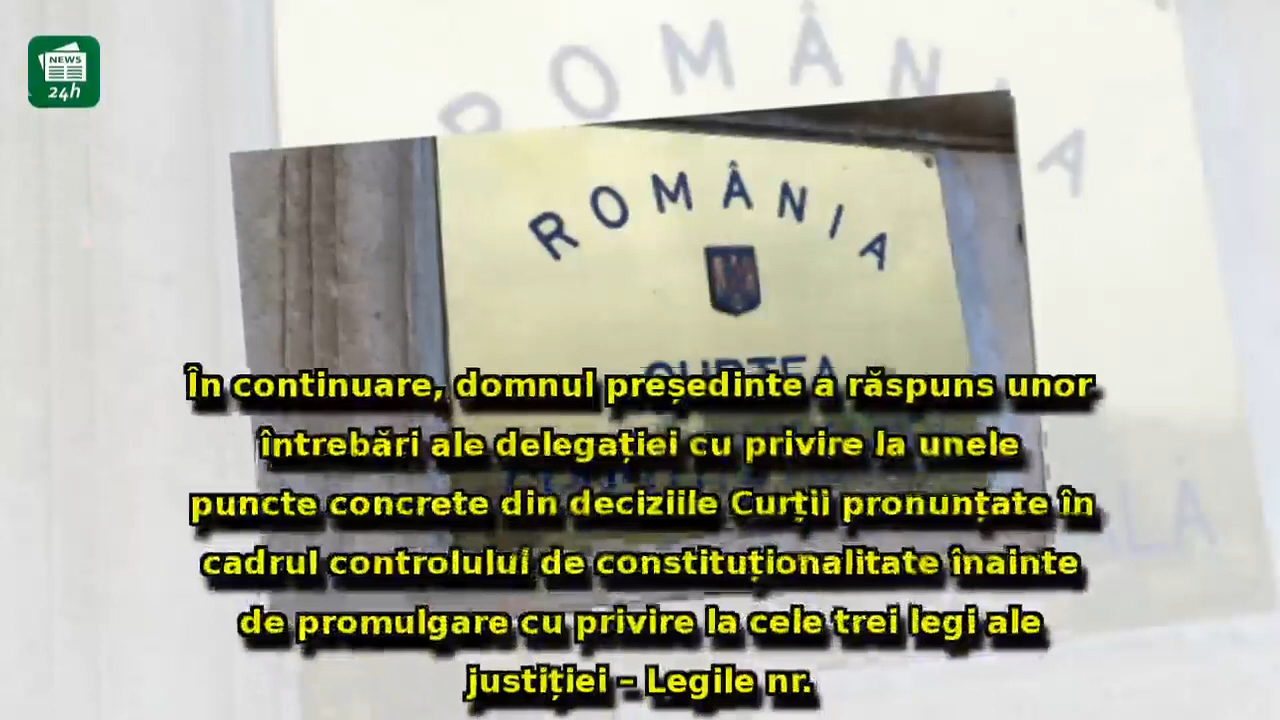 NEWS
24h
ROMÂNIA
ROMÂNIA
CURTEA
În continuare, domnul președinte a răspuns unor
întrebări ale delegației cu privire la unele
puncte concrete din deciziile Curții pronunțate în
cadrul controlului de constituționalitate înainte
de promulgare cu privire la cele trei legi ale
justiției – Legile nr.